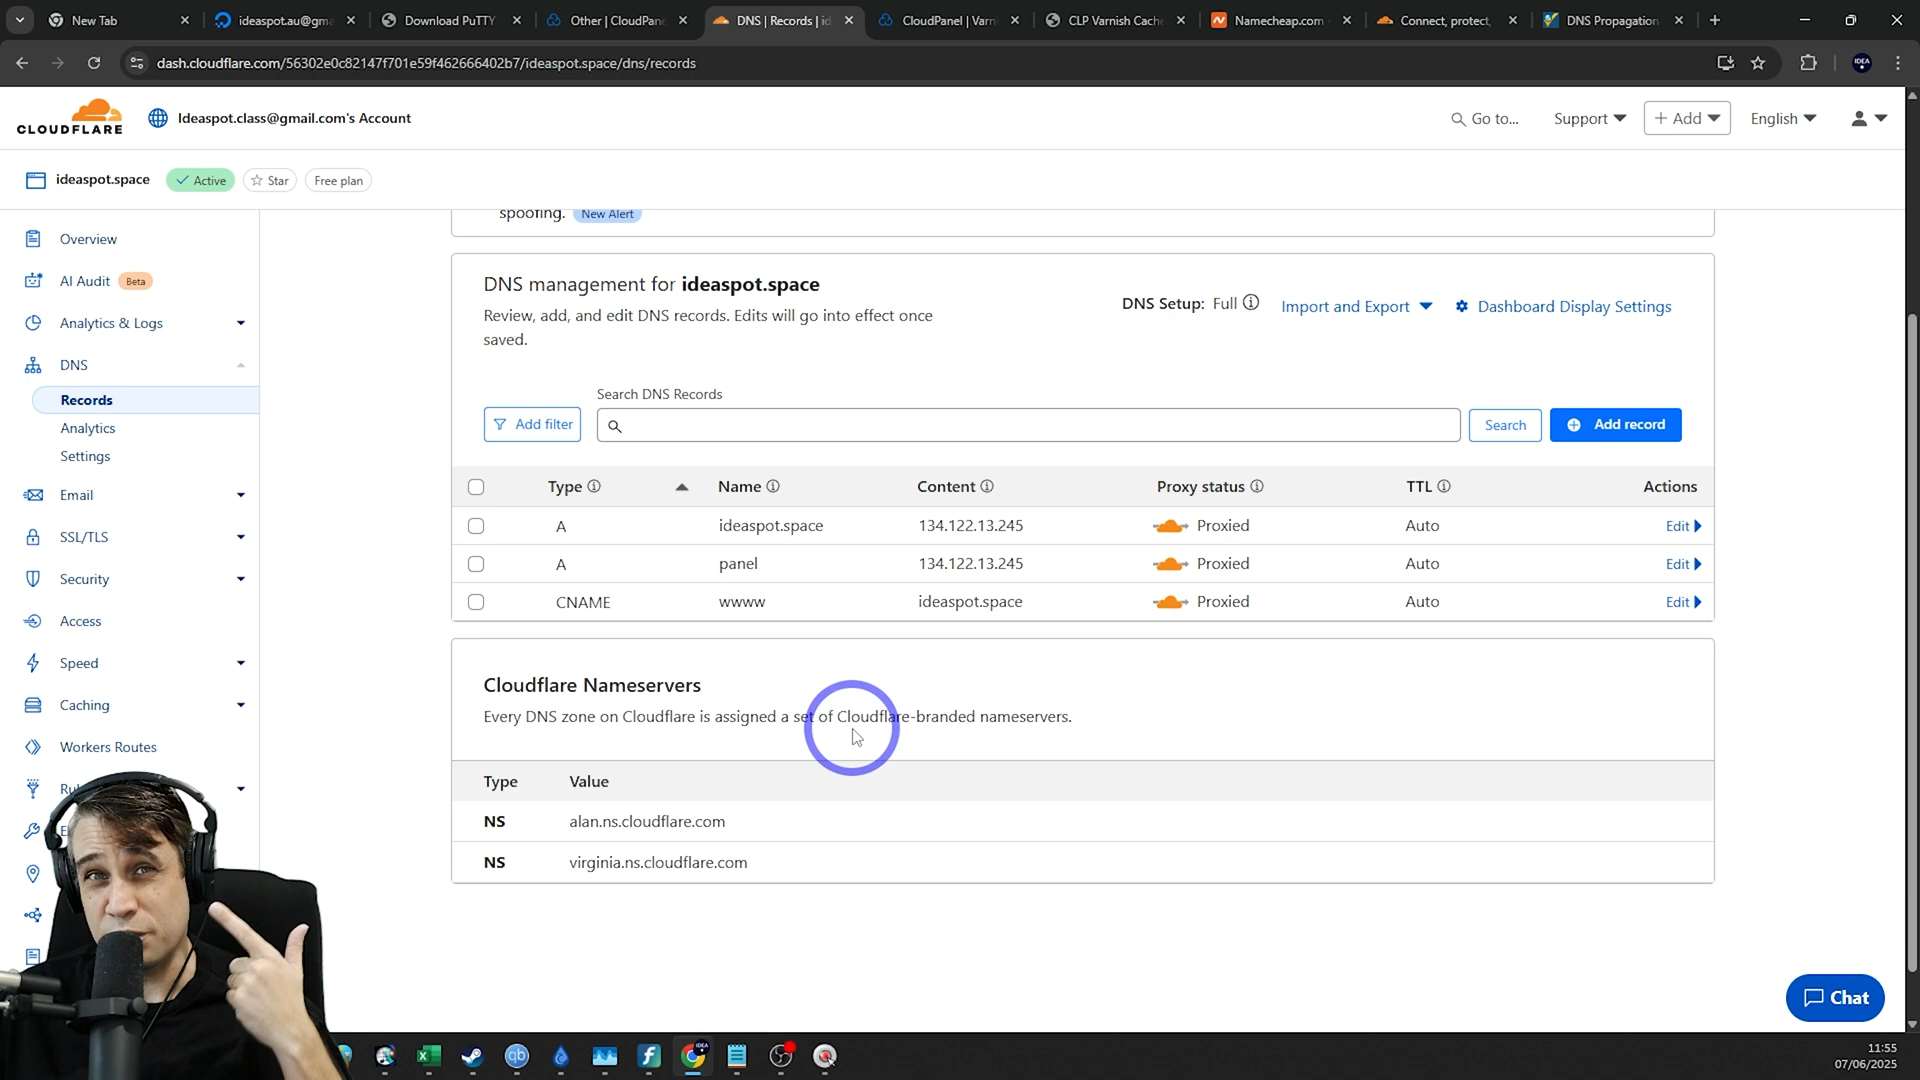 New Tab
ideaspot.au@gm
Download PuTTY
Other | CloudPane
DNS | Records | id
CloudPanel | Varn
CLP Varnish Cache
Namecheap.com
Connect, protect,
DNS Propagation
dash.cloudflare.com/56302e0c82147f701e59f462666402b7/ideaspot.space/dns/records
IDEA
CLOUDFLARE
Ideaspot.class@gmail.com's Account
Go to...
Support
+ Add
English
ideaspot.space
Active
Star
Free plan
Overview
AI Audit Beta
Analytics & Logs
DNS
Records
Analytics
Settings
Email
SSL/TLS
Security
Access
Speed
Caching
Workers Routes
spoofing. New Alert
DNS management for ideaspot.space
Review, add, and edit DNS records. Edits will go into effect once
saved.
DNS Setup: Full
Import and Export
Dashboard Display Settings
Search DNS Records
Add filter
Search
Add record
Type Name Content Proxy status TTL Actions
A ideaspot.space 134.122.13.245 Proxied Auto Edit
A panel 134.122.13.245 Proxied Auto Edit
CNAME wwww ideaspot.space Proxied Auto Edit
Cloudflare Nameservers
Every DNS zone on Cloudflare is assigned a set of Cloudflare-branded nameservers.
Type Value
NS alan.ns.cloudflare.com
NS virginia.ns.cloudflare.com
Chat
11:55
07/06/2025